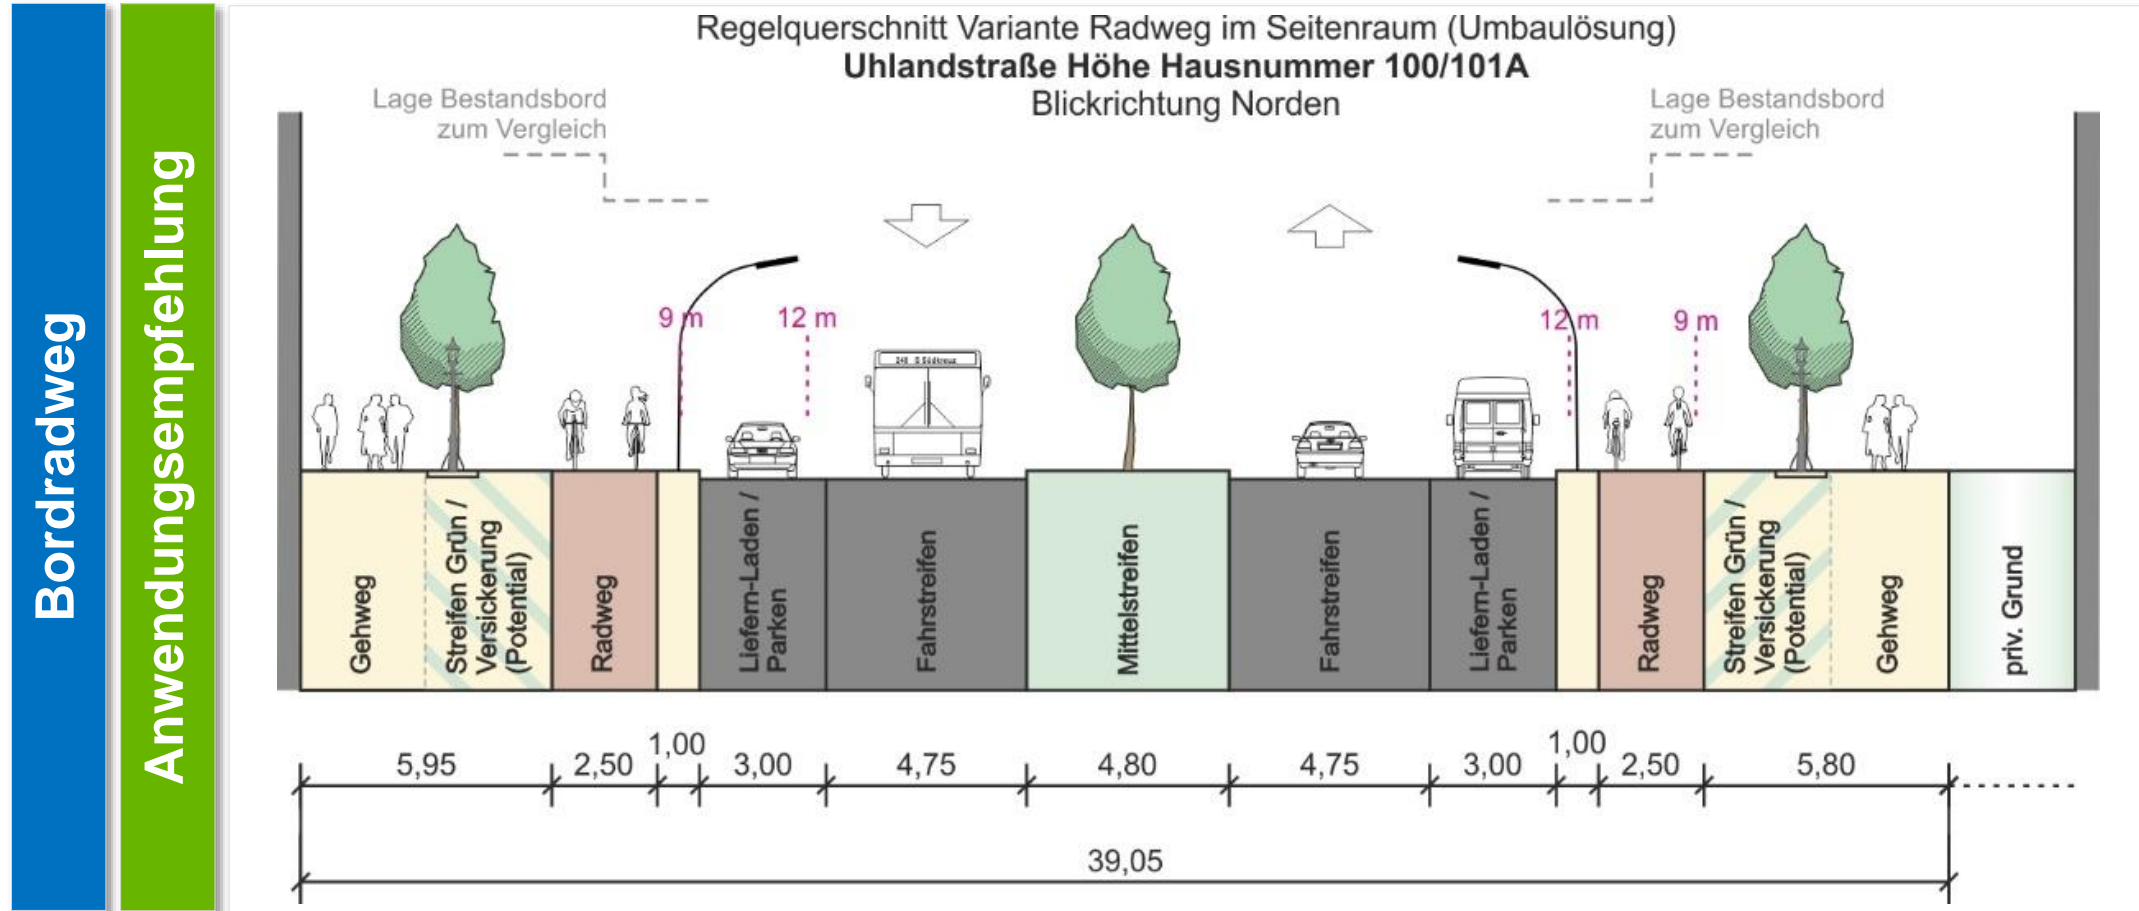 Bordradweg
Anwendungsempfehlung
Regelquerschnitt Variante Radweg im Seitenraum (Umbaulösung)
Uhlandstraße Höhe Hausnummer 100/101A
Blickrichtung Norden
Lage Bestandsbord
zum Vergleich
Lage Bestandsbord
zum Vergleich
9 m
12 m
12 m
9 m
Gehweg
Streifen Grün /
Versickerung
(Potential)
Radweg
Liefern-Laden /
Parken
Fahrstreifen
Mittelstreifen
Fahrstreifen
Liefern-Laden /
Parken
Radweg
Streifen Grün /
Versickerung
(Potential)
Gehweg
priv. Grund
5,95
2,50
1,00
3,00
4,75
4,80
4,75
3,00
1,00
2,50
5,80
39,05